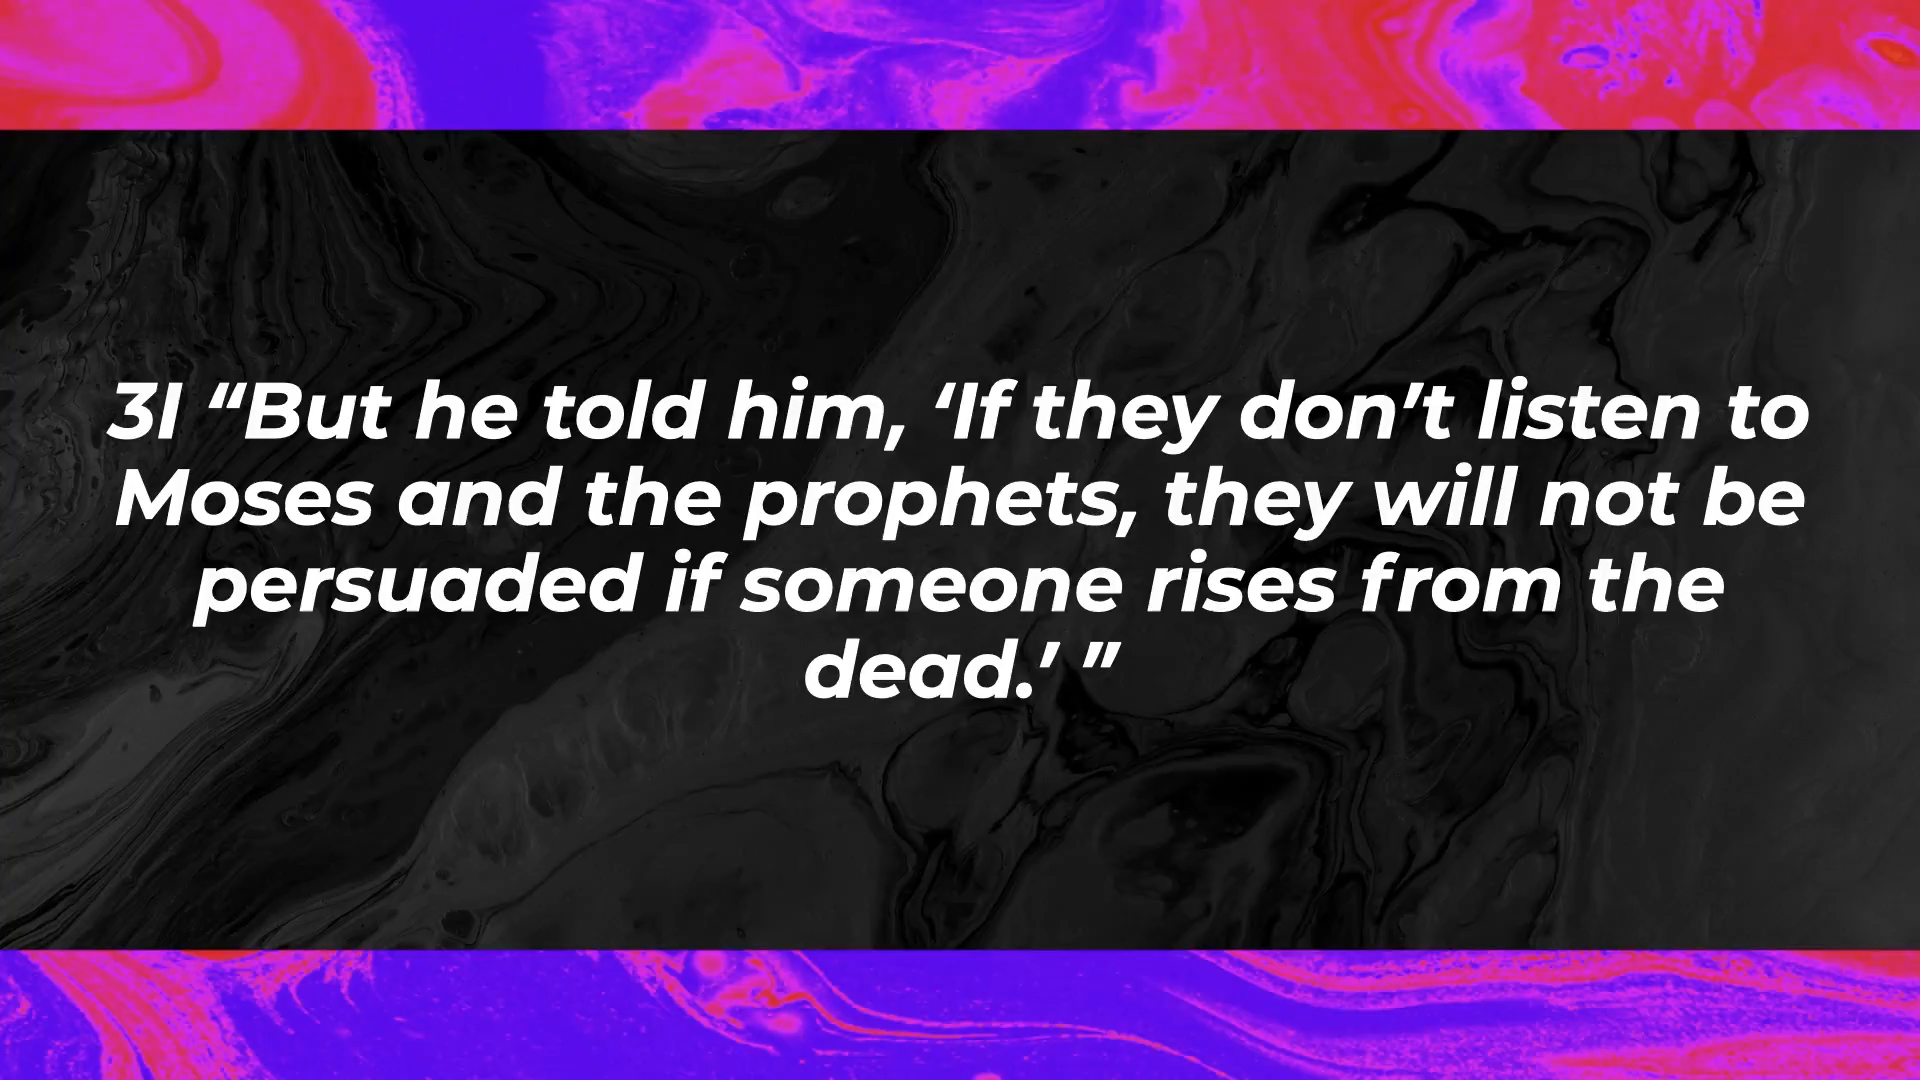 31 “But he told him, ‘If they don’t listen to
Moses and the prophets, they will not be
persuaded if someone rises from the
dead.’ ”